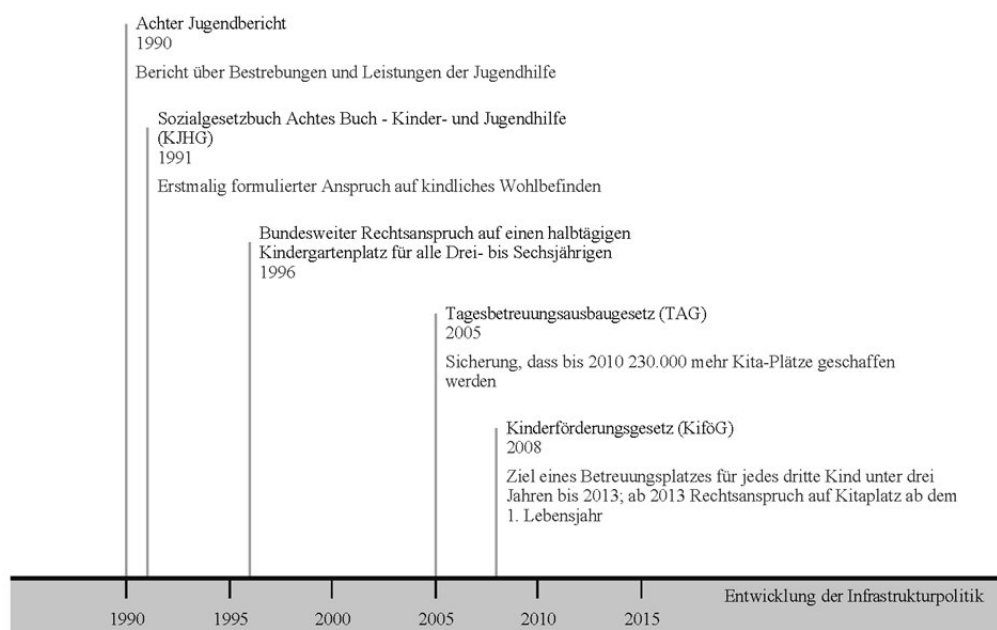 Achter Jugendbericht
1990
Bericht über Bestrebungen und Leistungen der Jugendhilfe
Sozialgesetzbuch Achtes Buch - Kinder- und Jugendhilfe
(KJHG)
1991
Erstmalig formulierter Anspruch auf kindliches Wohlbefinden
Bundesweiter Rechtsanspruch auf einen halbtägigen
Kindergartenplatz für alle Drei- bis Sechsjährigen
1996
Tagesbetreuungsausbaugesetz (TAG)
2005
Sicherung, dass bis 2010 230.000 mehr Kita-Plätze geschaffen
werden
Kinderförderungsgesetz (KiföG)
2008
Ziel eines Betreuungsplatzes für jedes dritte Kind unter drei
Jahren bis 2013; ab 2013 Rechtsanspruch auf Kitaplatz ab dem
1. Lebensjahr
Entwicklung der Infrastrukturpolitik
1990 1995 2000 2005 2010 2015